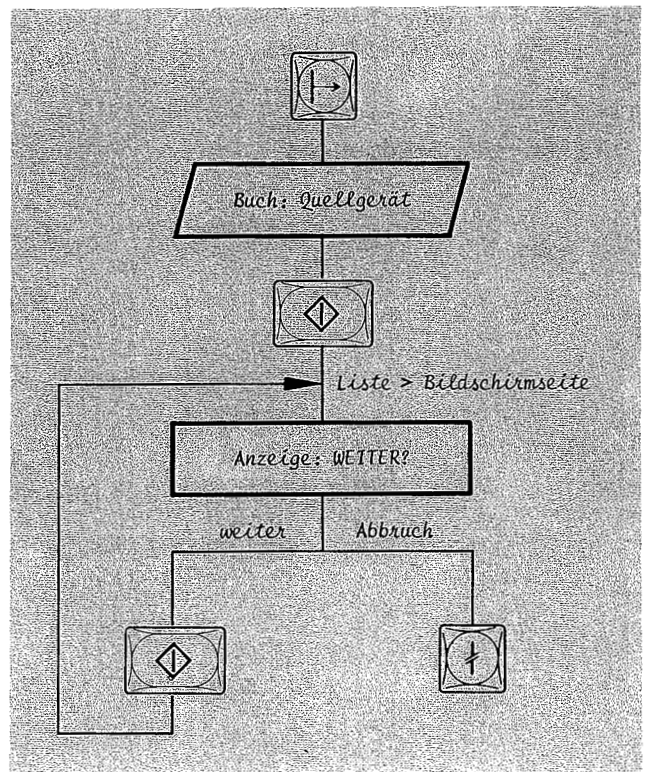 Buch: Quellgerät
Liste > Bildschirmseite
Anzeige: WEITER?
weiter Abbruch